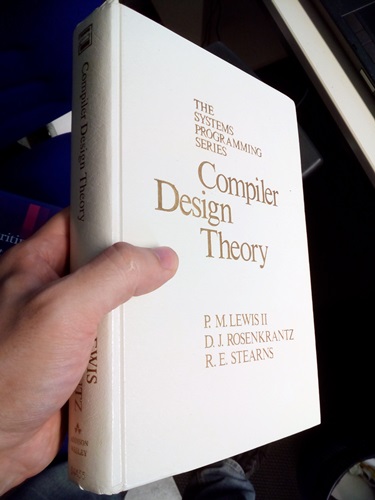 THE
SYSTEMS
PROGRAMMING
SERIES
Compiler
Design
Theory
P. M. LEWIS II
D. J. ROSENKRANTZ
R. E. STEARNS
Compiler Design Theory